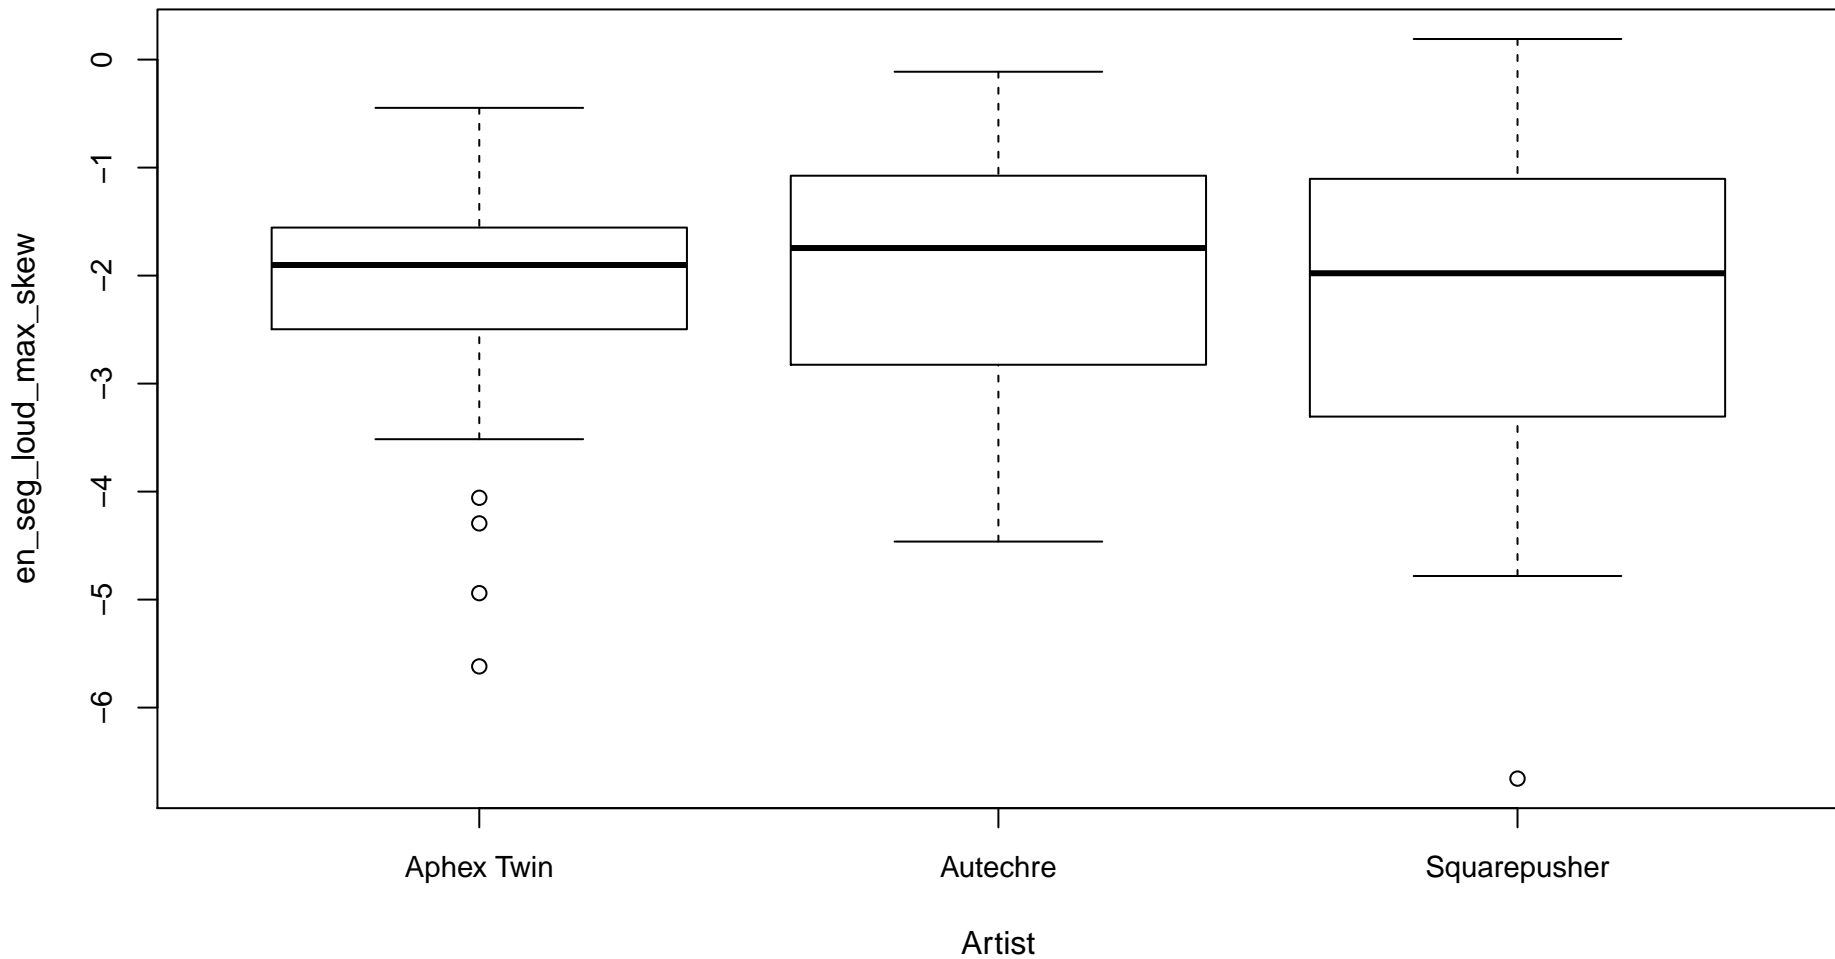 en_seg_loud_max_skew
0
−1
−2
−3
−4
−5
−6
Aphex Twin
Autechre
Squarepusher
Artist